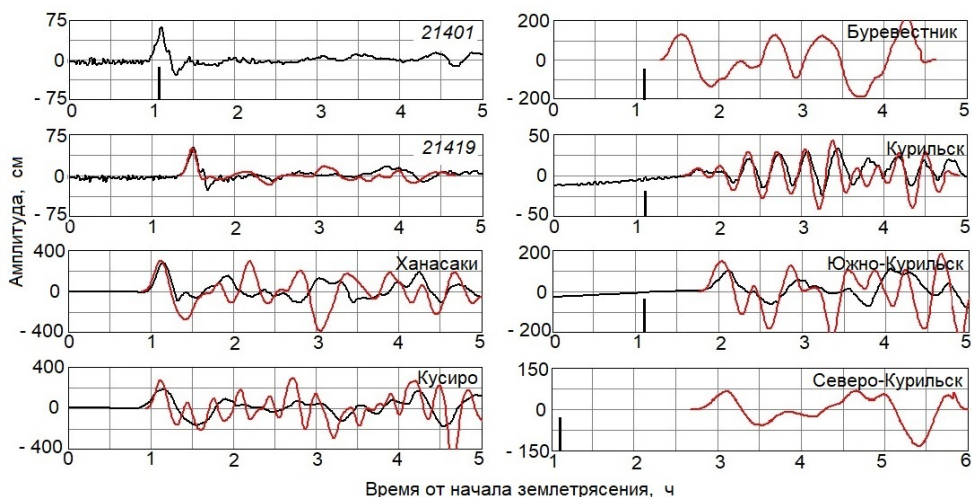 75
0
- 75
21401
0 1 2 3 4 5
75
0
- 75
21419
0 1 2 3 4 5
400
0
- 400
Ханасаки
0 1 2 3 4 5
400
0
- 400
Кусиро
0 1 2 3 4 5
200
0
- 200
Буревестник
0 1 2 3 4 5
50
0
- 50
Курильск
0 1 2 3 4 5
200
0
- 200
Южно-Курильск
0 1 2 3 4 5
150
0
- 150
Северо-Курильск
1 2 3 4 5 6
Амплитуда, см
Время от начала землетрясения, ч